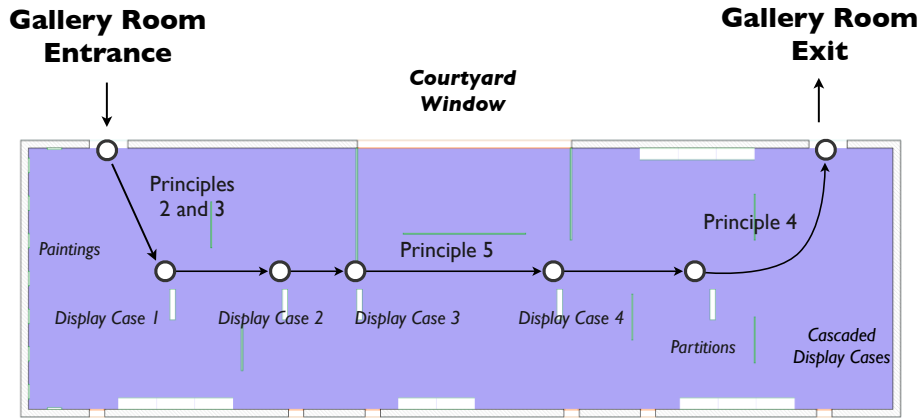 Gallery Room
Entrance
Gallery Room
Exit
Courtyard
Window
Principles
2 and 3
Principle 4
Paintings
Principle 5
Display Case 1
Display Case 2
Display Case 3
Display Case 4
Partitions
Cascaded
Display Cases